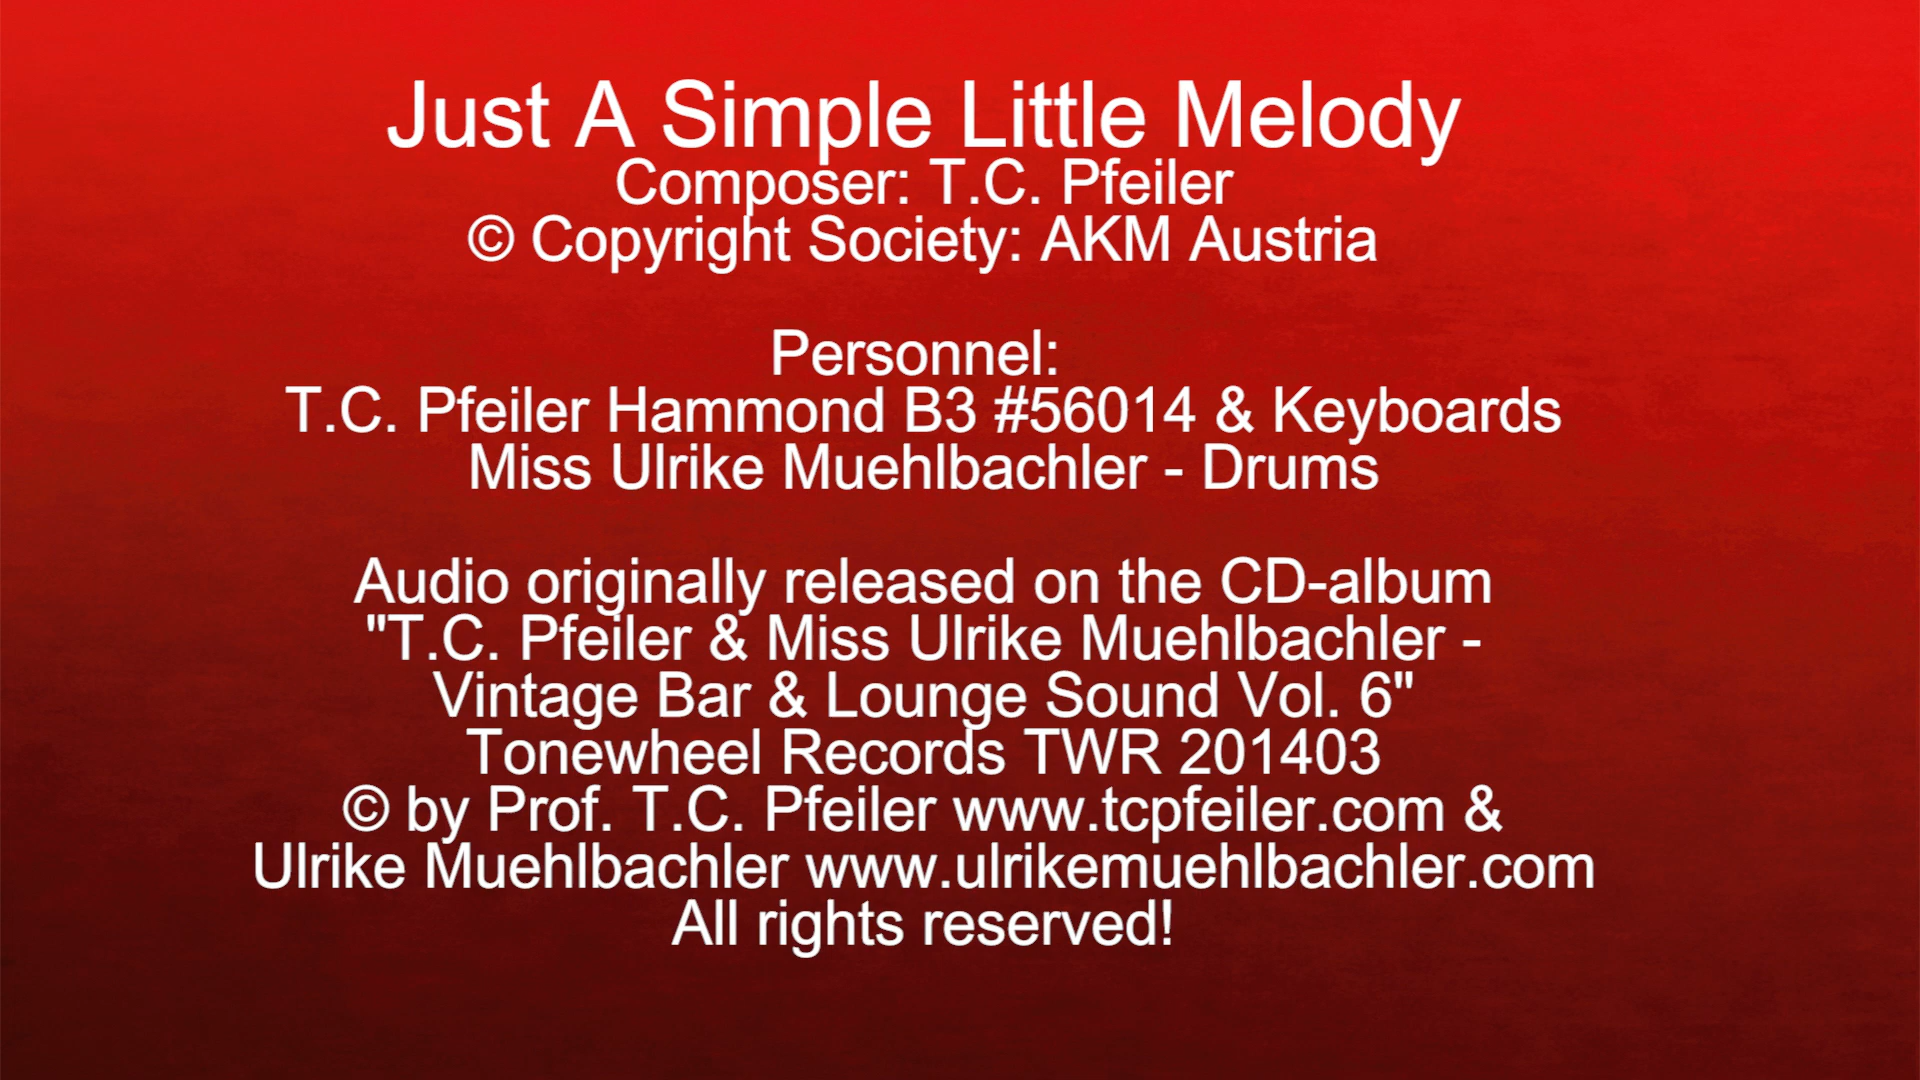 Just A Simple Little Melody
Composer: T.C. Pfeiler
© Copyright Society: AKM Austria
Personnel:
T.C. Pfeiler Hammond B3 #56014 & Keyboards
Miss Ulrike Muehlbachler - Drums
Audio originally released on the CD-album
"T.C. Pfeiler & Miss Ulrike Muehlbachler -
Vintage Bar & Lounge Sound Vol. 6"
Tonewheel Records TWR 201403
© by Prof. T.C. Pfeiler www.tcpfeiler.com &
Ulrike Muehlbachler www.ulrikemuehlbachler.com
All rights reserved!